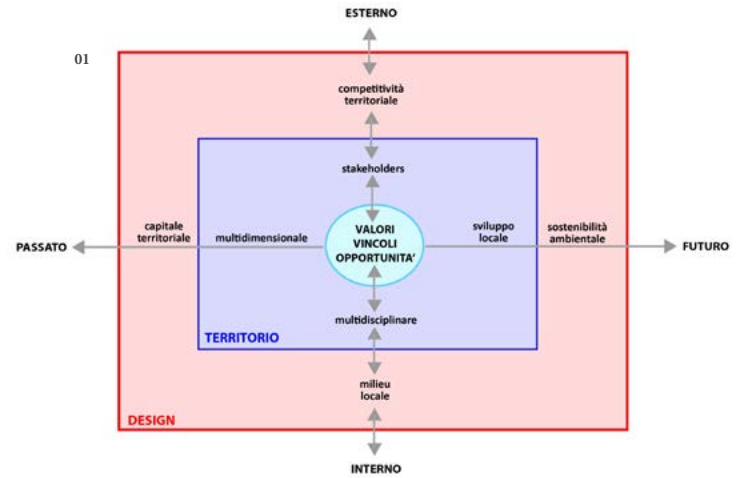 ESTERNO
01
competitività
territoriale
stakeholders
capitale
territoriale
multidimensionale
VALORI
VINCOLI
OPPORTUNITA'
sviluppo
locale
sostenibilità
ambientale
PASSATO
FUTURO
multidisciplinare
TERRITORIO
milieu
locale
DESIGN
INTERNO